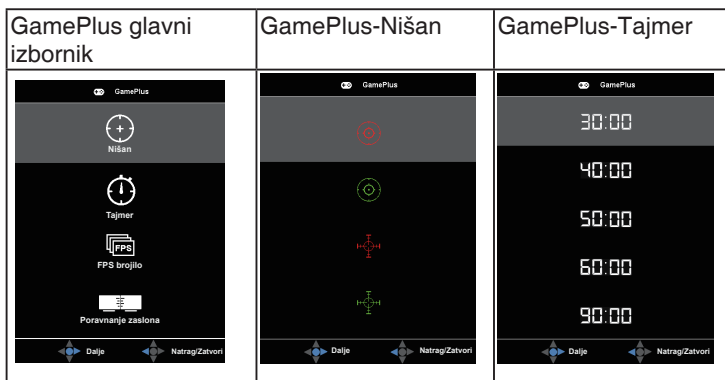 GamePlus glavni
izbornik
GamePlus-Nišan
GamePlus-Tajmer
GamePlus
Nišan
Tajmer
FPS
FPS brojilo
Poravnanje zaslona
Dalje
Natrag/Zatvori
GamePlus
Dalje
Natrag/Zatvori
GamePlus
30:00
40:00
50:00
60:00
90:00
Dalje
Natrag/Zatvori